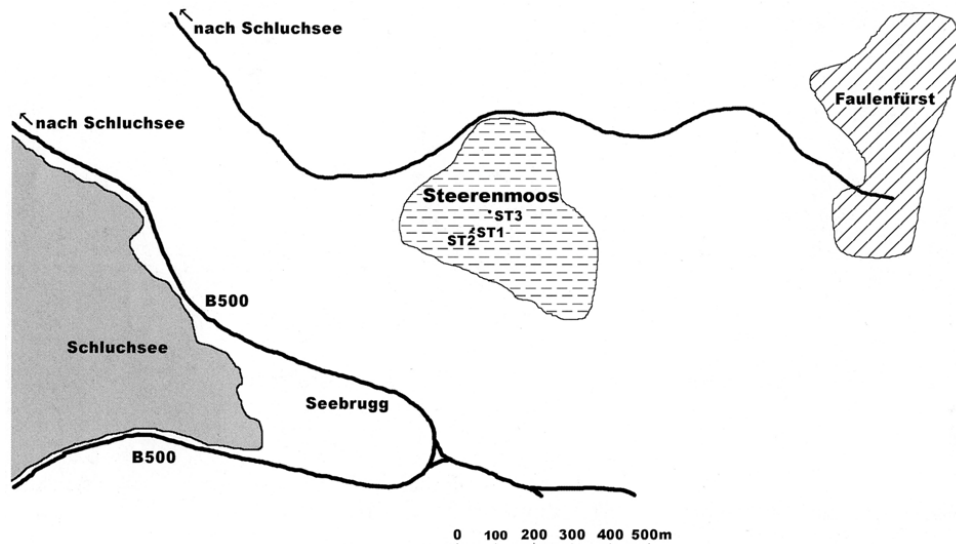 nach Schluchsee
nach Schluchsee
Faulenfürst
Steerenmoos
ST3
ST1
ST2
B500
Schluchsee
Seebrugg
B500
0 100 200 300 400 500m